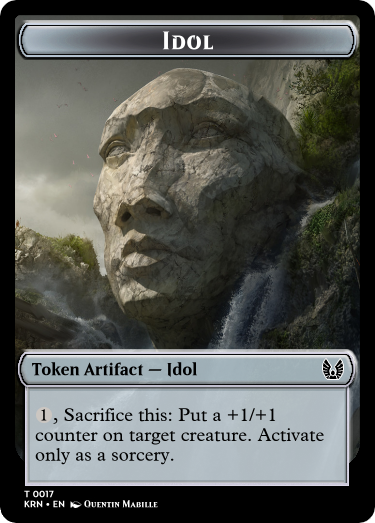 Idol
Token Artifact — Idol
1, Sacrifice this: Put a +1/+1
counter on target creature. Activate
only as a sorcery.
T 0017
KRN • EN Quentin Mabille